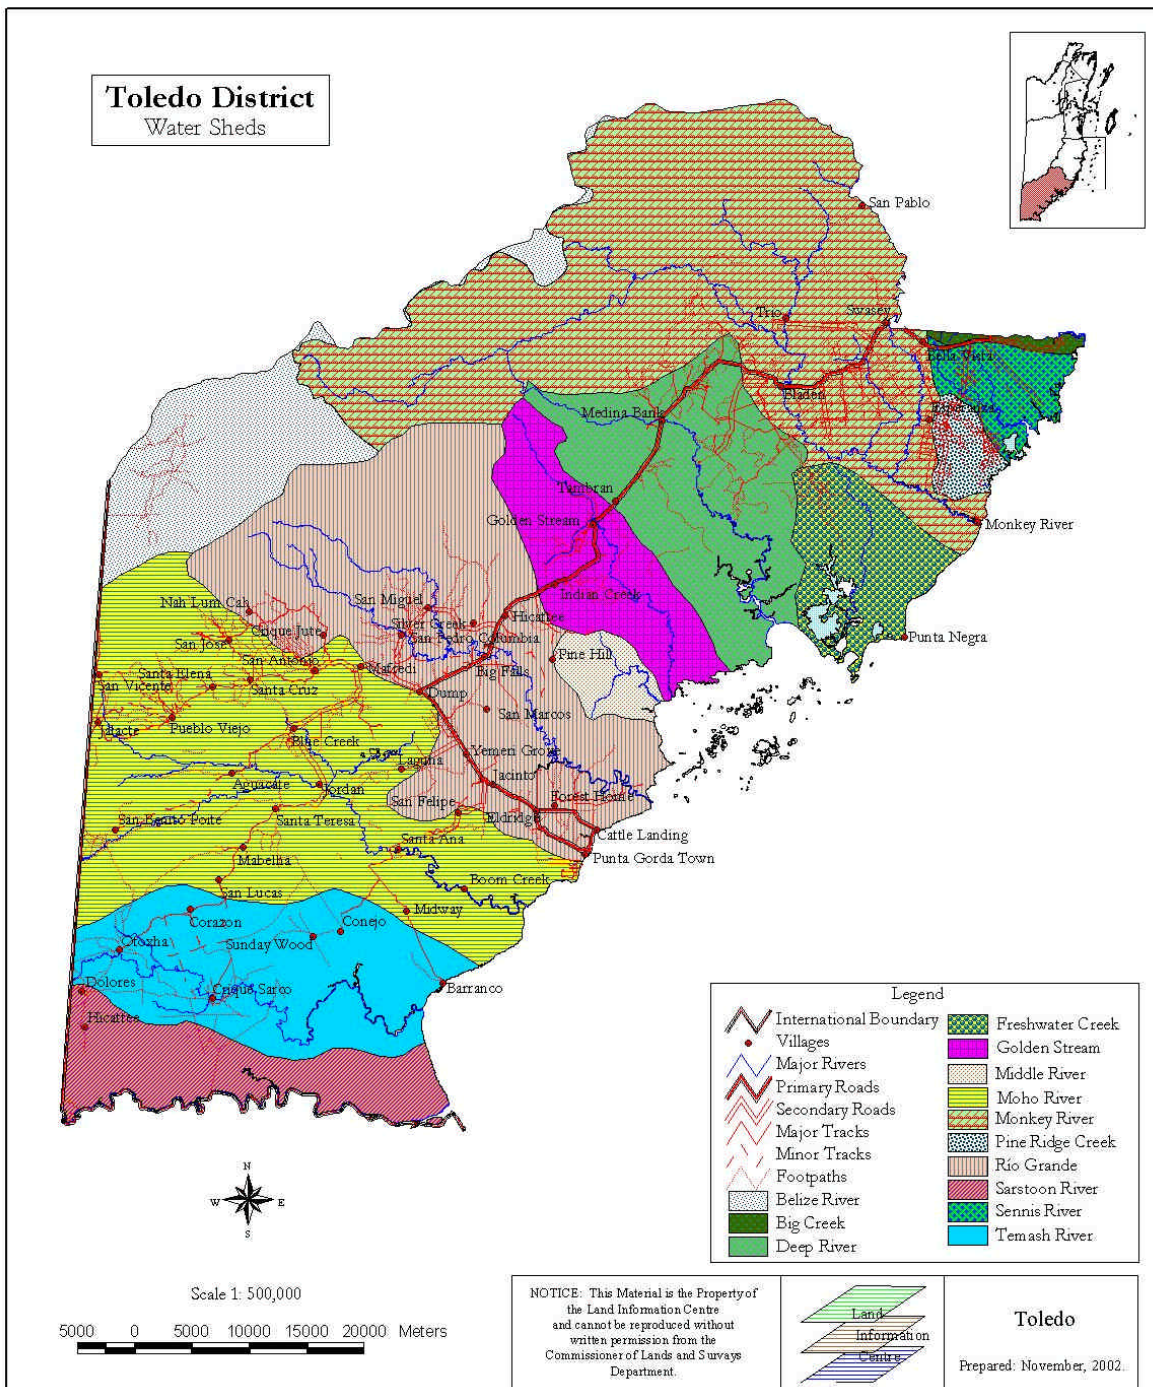 Toledo District
Water Sheds
San Pablo
Trio
Swasey
Bella Vista
Bladen
Medina Bank
Tambran
Golden Stream
Monkey River
Indian Creek
Nah Lum Cah
San Miguel
Hicattee
Silver Creek
Crique Jute
San Pedro Columbia
San Jose
Punta Negra
San Antonio
Mafredi
Pine Hill
Santa Elena
Big Falls
San Vicente
Santa Cruz
Dump
San Marcos
Jalacte
Pueblo Viejo
Blue Creek
Yemeri Grove
Laguna
Aguacate
Jordan
Jacinto
San Felipe
Forest Home
San Benito Poite
Santa Teresa
Eldridge
Cattle Landing
Santa Ana
Mabelha
Punta Gorda Town
San Lucas
Boom Creek
Corazon
Conejo
Midway
Otoxha
Sunday Wood
Dolores
Crique Sarco
Barranco
Hicattee
Legend
International Boundary
Villages
Major Rivers
Primary Roads
Secondary Roads
Major Tracks
Minor Tracks
Footpaths
Belize River
Big Creek
Deep River
Freshwater Creek
Golden Stream
Middle River
Moho River
Monkey River
Pine Ridge Creek
Río Grande
Sarstoon River
Sennis River
Temash River
N
W E
S
Scale 1: 500,000
5000 0 5000 10000 15000 20000 Meters
NOTICE: This Material is the Property of
the Land Information Centre
and cannot be reproduced without
written permission from the
Commissioner of Lands and Survays
Department.
Land
Information
Centre
Toledo
Prepared: November, 2002.